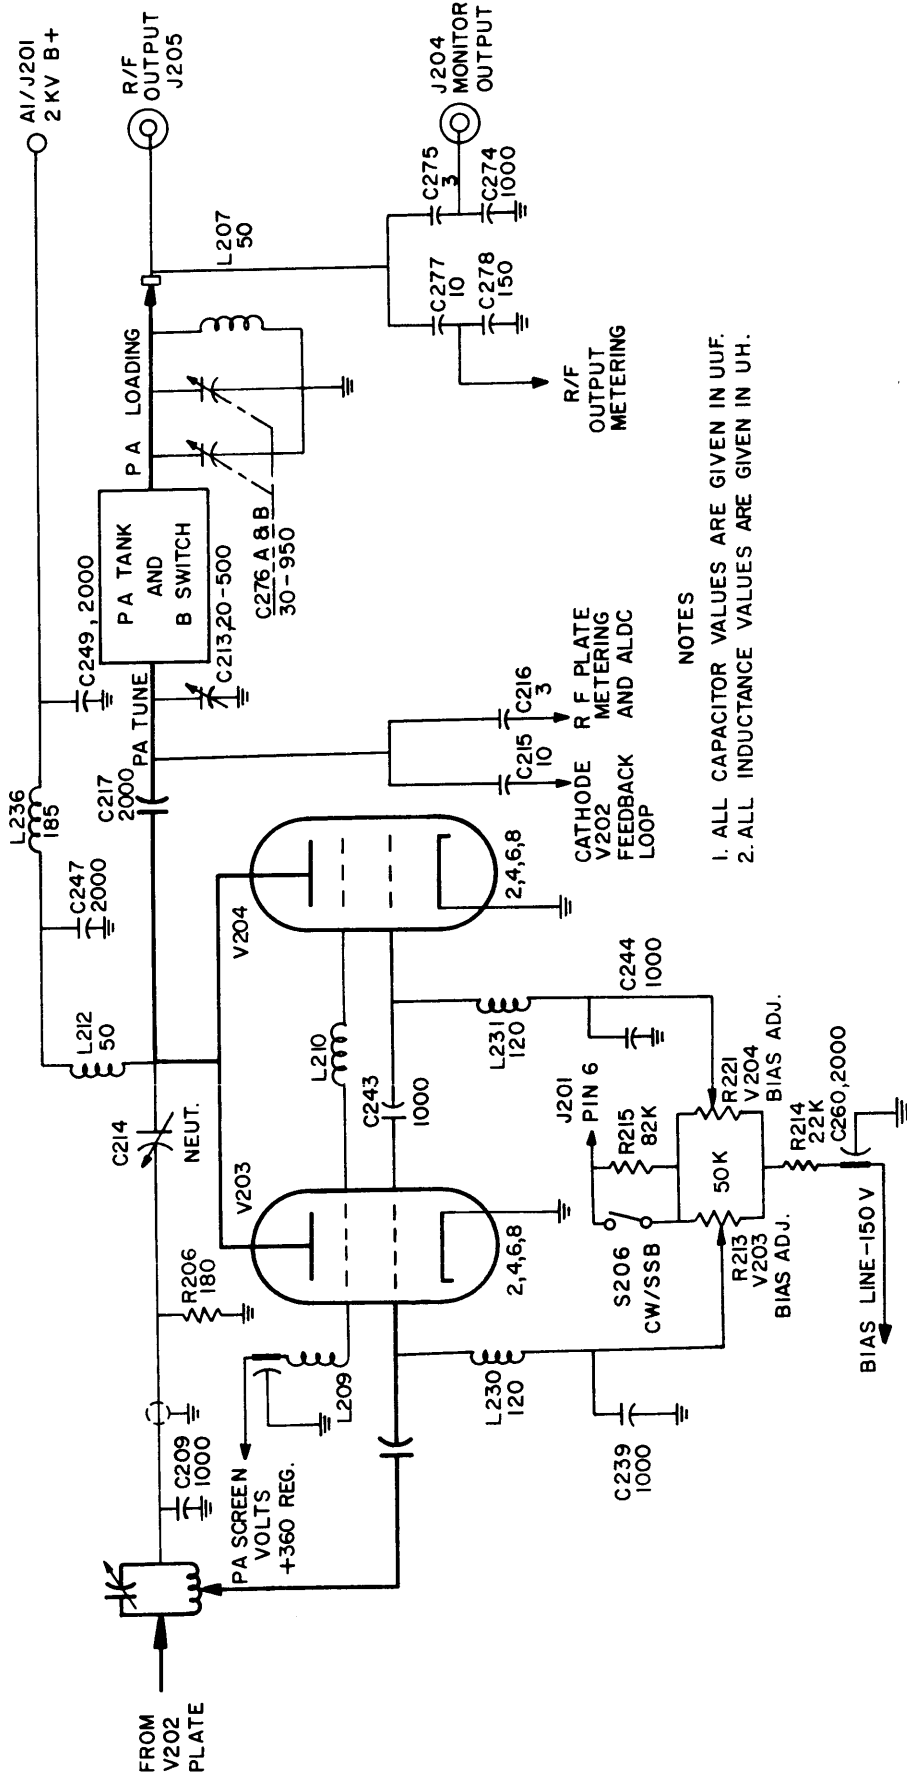 FROM
V202
PLATE
C209
1000
R206
180
C214
NEUT.
L212
50
C247
2000
L236
185
C217
2000
C249, 2000
PA TUNE
C213,20-500
PA TANK
AND
B SWITCH
PA LOADING
C276 A & B
30-950
L207
50
A1/J201
2KV B+
R/F
OUTPUT
J205
C275
3
C274
1000
J204
MONITOR
OUTPUT
C277
10
C278
150
R/F
OUTPUT
METERING
PA SCREEN
VOLTS
+360 REG.
L209
V203
L210
V204
C243
1000
2,4,6,8
2,4,6,8
C215
10
C216
3
CATHODE
V202
FEEDBACK
LOOP
R F PLATE
METERING
AND ALDC
L230
120
C239
1000
L231
120
C244
1000
J201
PIN 6
R215
82K
S206
CW/SSB
50K
R213
V203
BIAS ADJ.
R221
V204
BIAS ADJ.
R214
22K
C260,2000
BIAS LINE-150V
NOTES
1. ALL CAPACITOR VALUES ARE GIVEN IN UUF.
2. ALL INDUCTANCE VALUES ARE GIVEN IN UH.